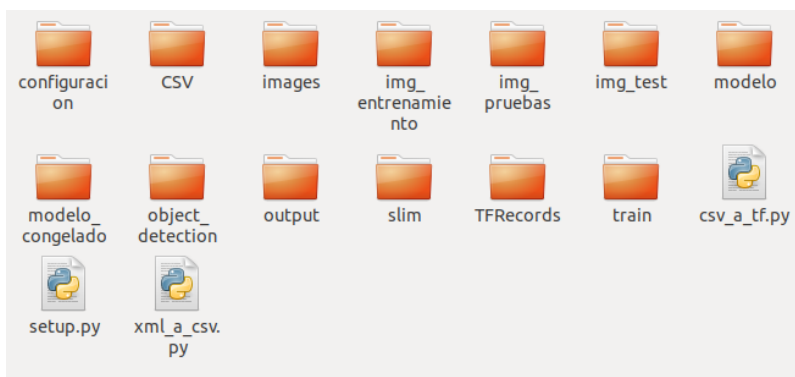 configuraci
on
CSV
images
img_
entrenamie
nto
img_
pruebas
img_test
modelo
modelo_
congelado
object_
detection
output
slim
TFRecords
train
csv_a_tf.py
setup.py
xml_a_csv.
py